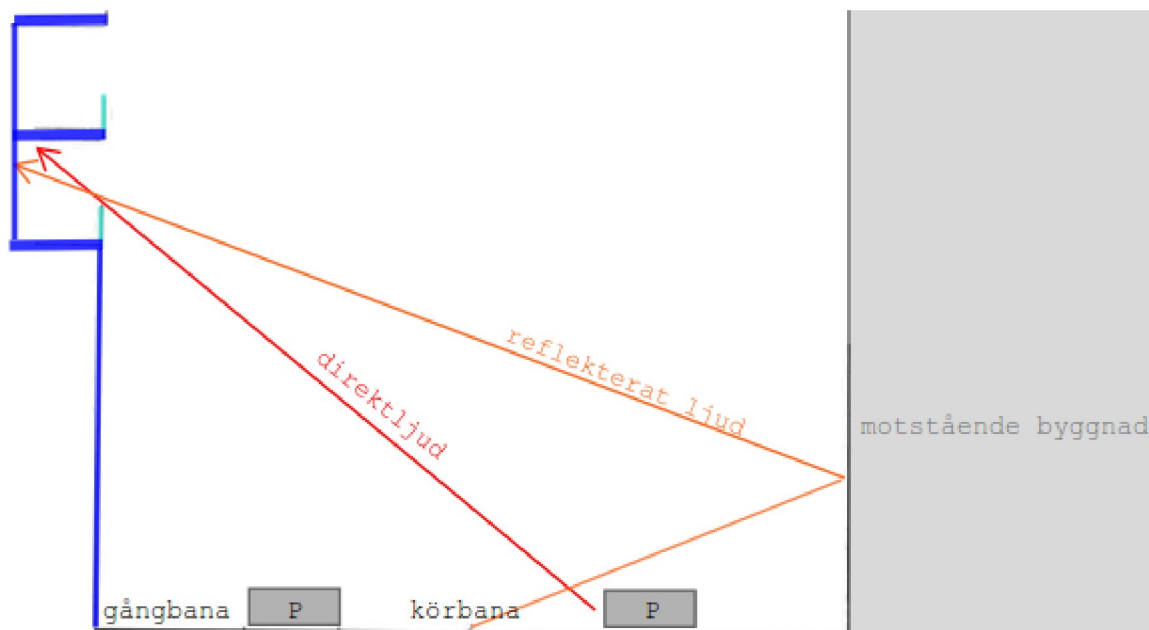 reflekterat ljud
direktljud
motstående byggnad
gångbana P körbana P